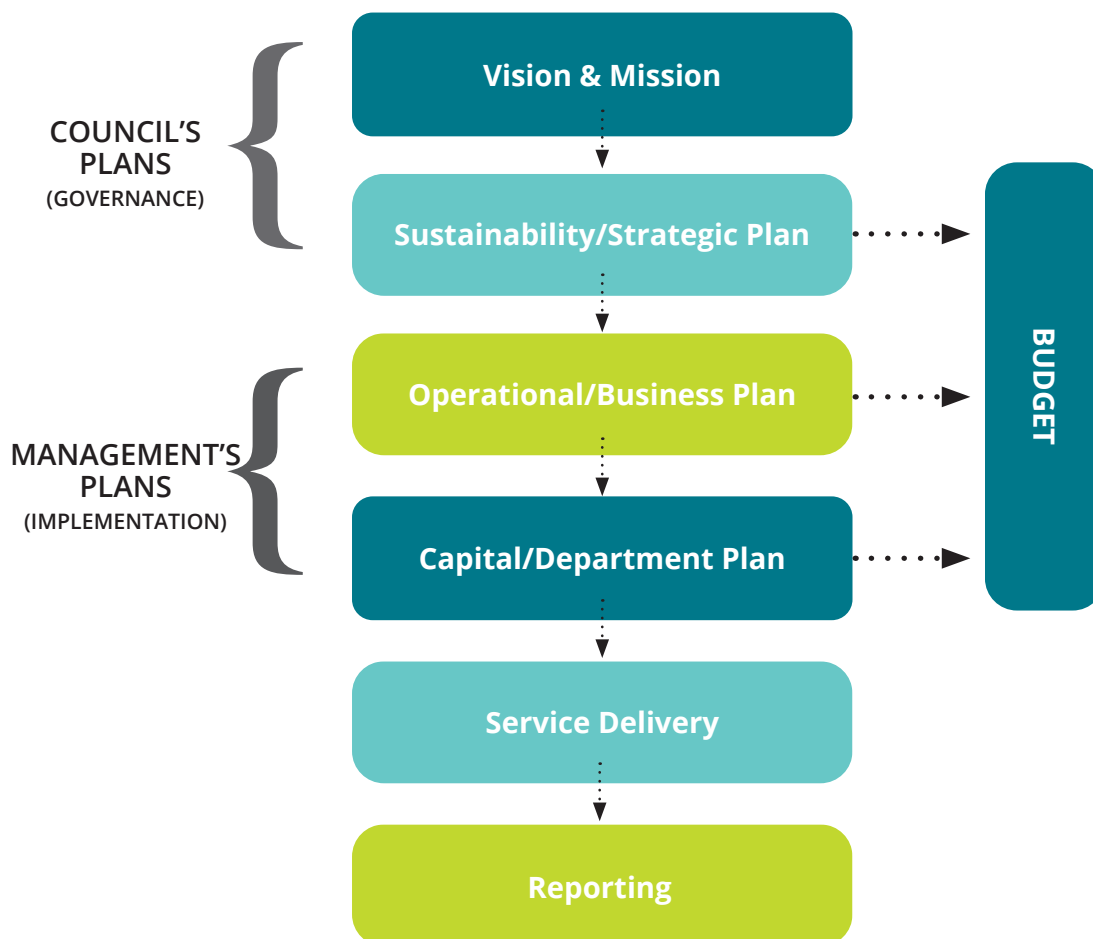 Vision & Mission
COUNCIL'S
PLANS
(GOVERNANCE)
Sustainability/Strategic Plan
Operational/Business Plan
BUDGET
MANAGEMENT'S
PLANS
(IMPLEMENTATION)
Capital/Department Plan
Service Delivery
Reporting